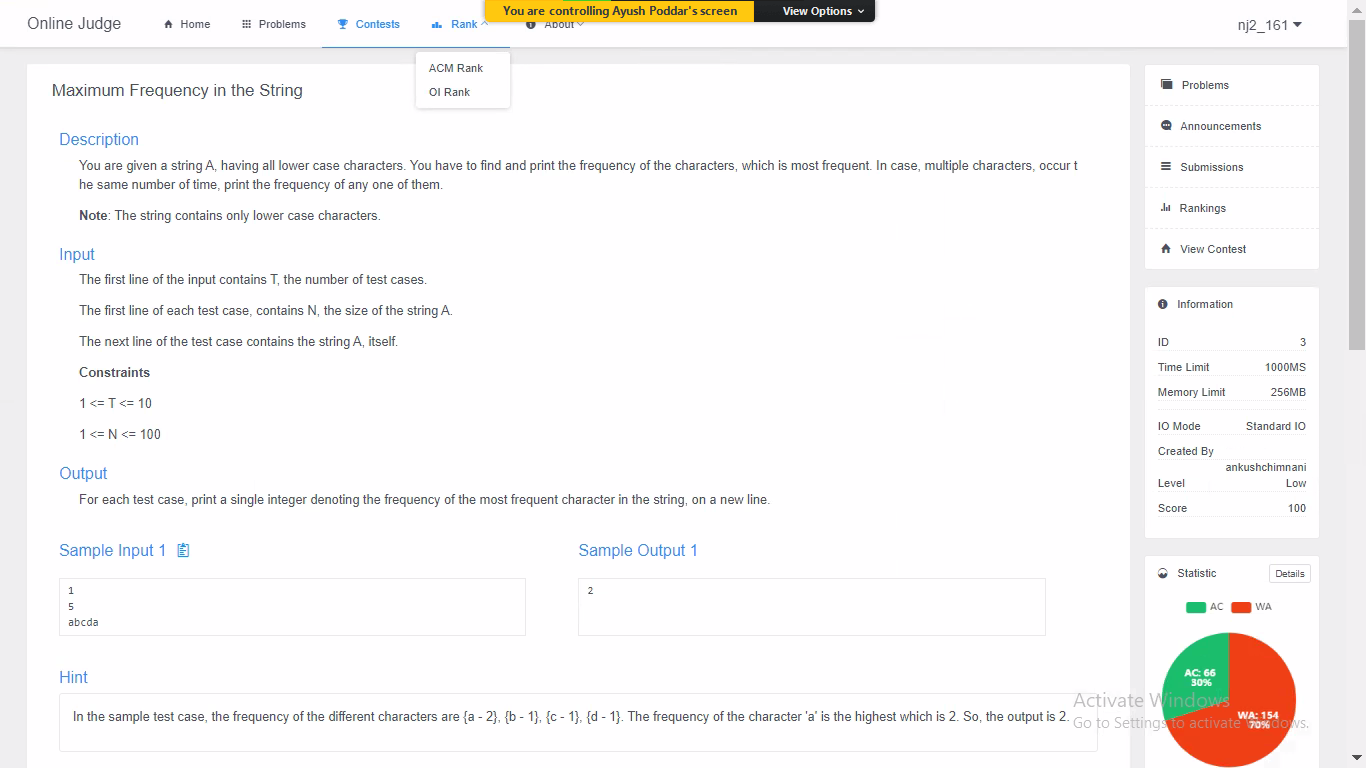 You are controlling Ayush Poddar's screen View Options
Online Judge Home Problems Contests Rank About nj2_161
ACM Rank
OI Rank
Maximum Frequency in the String
Description
You are given a string A, having all lower case characters. You have to find and print the frequency of the characters, which is most frequent. In case, multiple characters, occur t
he same number of time, print the frequency of any one of them.
Note: The string contains only lower case characters.
Input
The first line of the input contains T, the number of test cases.
The first line of each test case, contains N, the size of the string A.
The next line of the test case contains the string A, itself.
Constraints
1 <= T <= 10
1 <= N <= 100
Output
For each test case, print a single integer denoting the frequency of the most frequent character in the string, on a new line.
Sample Input 1
1
5
abcda
Sample Output 1
2
Hint
In the sample test case, the frequency of the different characters are {a - 2}, {b - 1}, {c - 1}, {d - 1}. The frequency of the character 'a' is the highest which is 2. So, the output is 2.
Problems
Announcements
Submissions
Rankings
View Contest
Information
ID 3
Time Limit 1000MS
Memory Limit 256MB
IO Mode Standard IO
Created By
ankushchimnani
Level Low
Score 100
Statistic Details
AC WA
AC: 66
30%
WA: 154
70%
Activate Windows
Go to Settings to activate Windows.